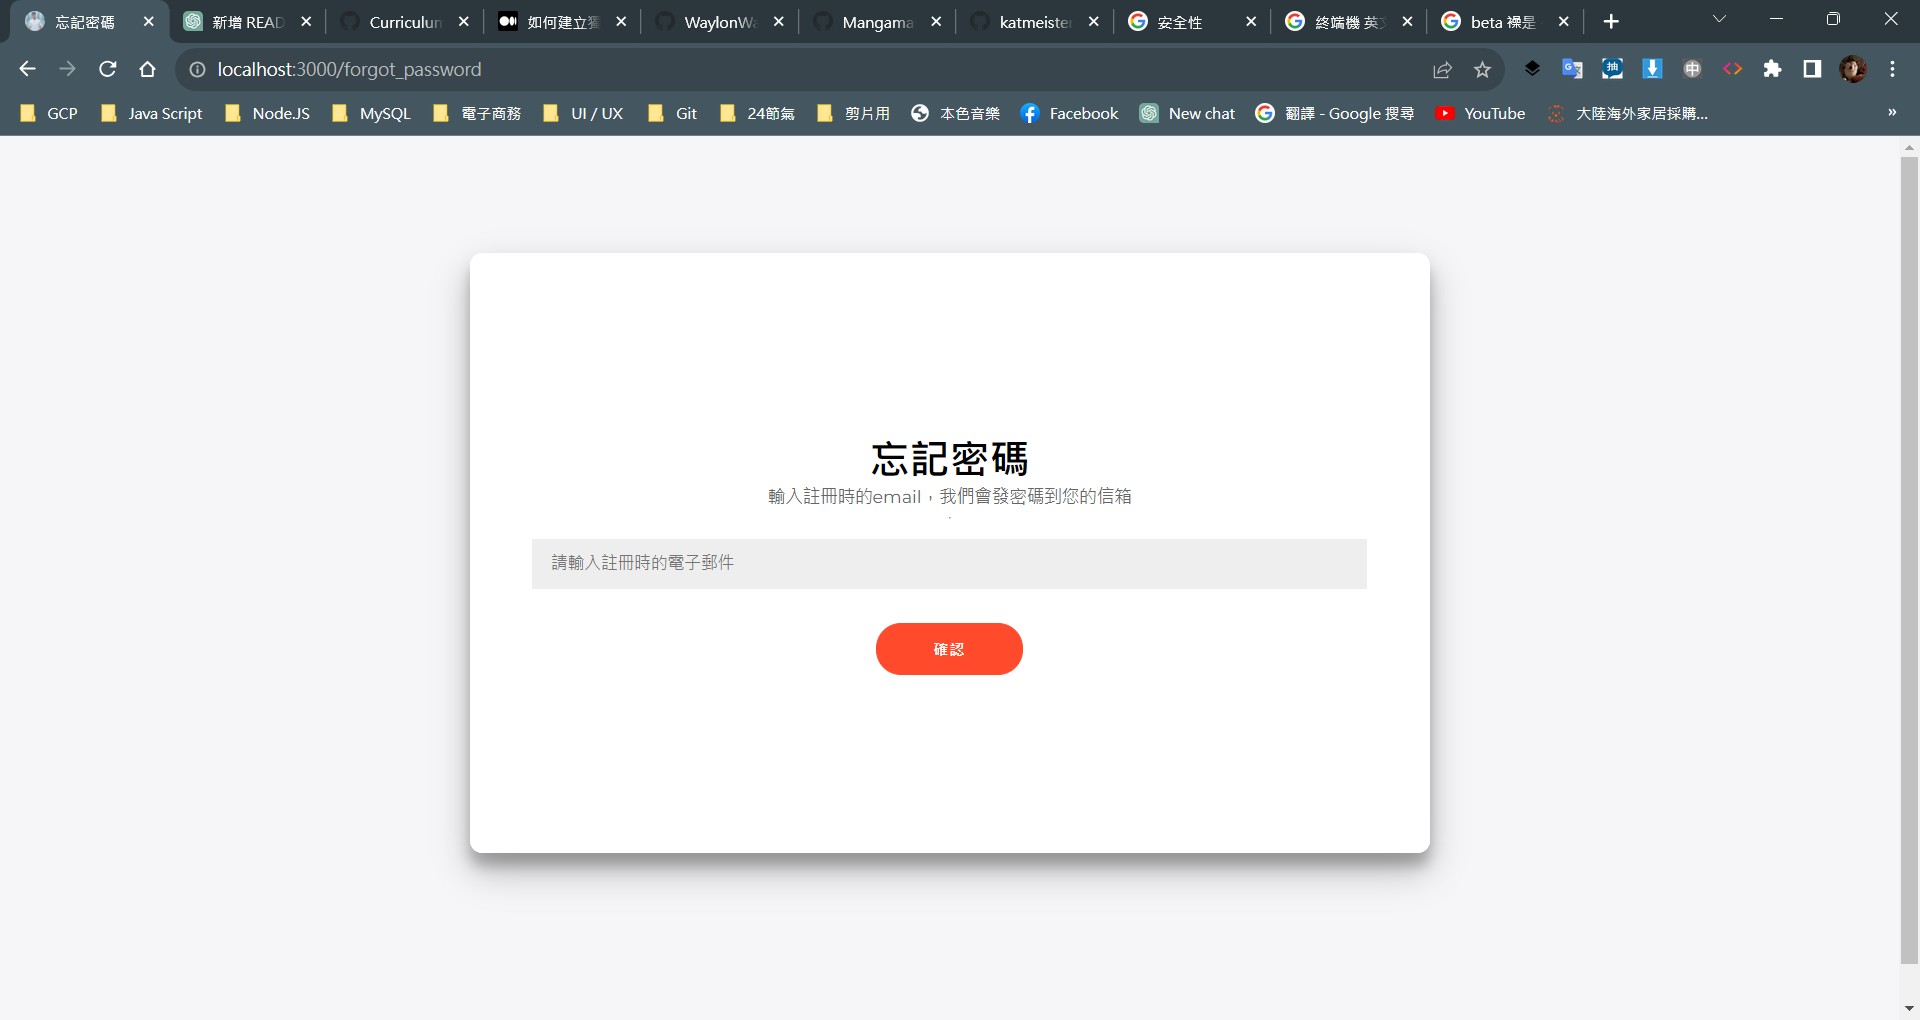 忘記密碼
新增 READ
Curriculun
如何建立獨
WaylonWa
Mangama
katmeister
安全性
終端機 英文
beta 襙是
localhost:3000/forgot_password
GCP
Java Script
NodeJS
MySQL
電子商務
UI / UX
Git
24節氣
剪片用
本色音樂
Facebook
New chat
翻譯 - Google 搜尋
YouTube
大陸海外家居採購...
»
忘記密碼
輸入註冊時的email，我們會發密碼到您的信箱
請輸入註冊時的電子郵件
確認